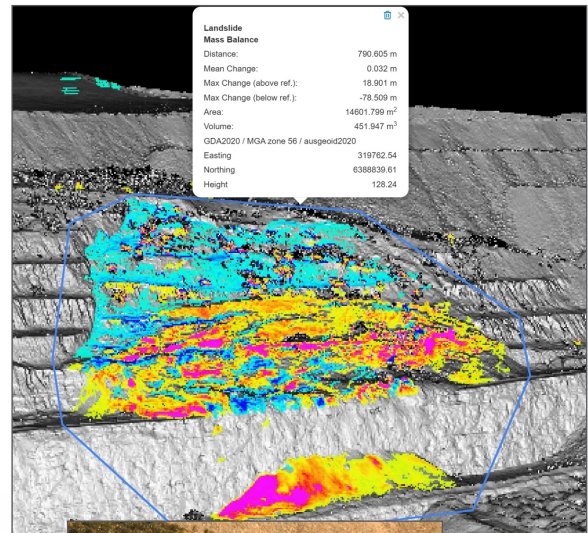 Landslide
Mass Balance
Distance: 790.605 m
Mean Change: 0.032 m
Max Change (above ref.): 18.901 m
Max Change (below ref.): -78.509 m
Area: 14601.799 m²
Volume: 451.947 m³
GDA2020 / MGA zone 56 / ausgeoid2020
Easting 319762.54
Northing 6388839.61
Height 128.24